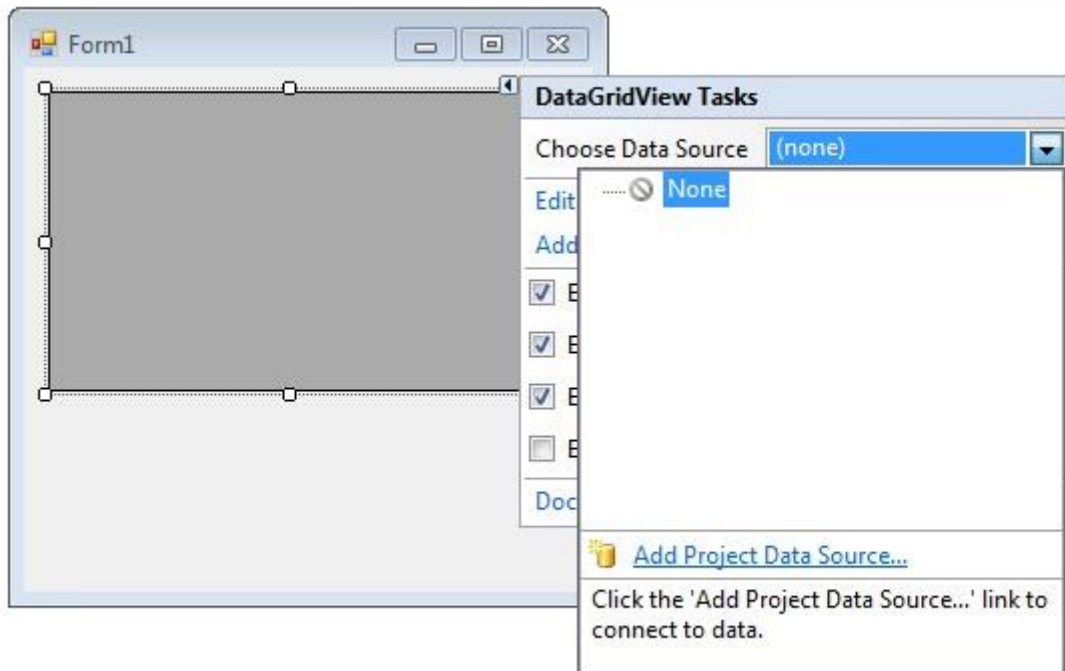 Form1
DataGridView Tasks
Choose Data Source (none)
None
Edit
Add
E
E
E
E
Doc
Add Project Data Source...
Click the 'Add Project Data Source...' link to
connect to data.